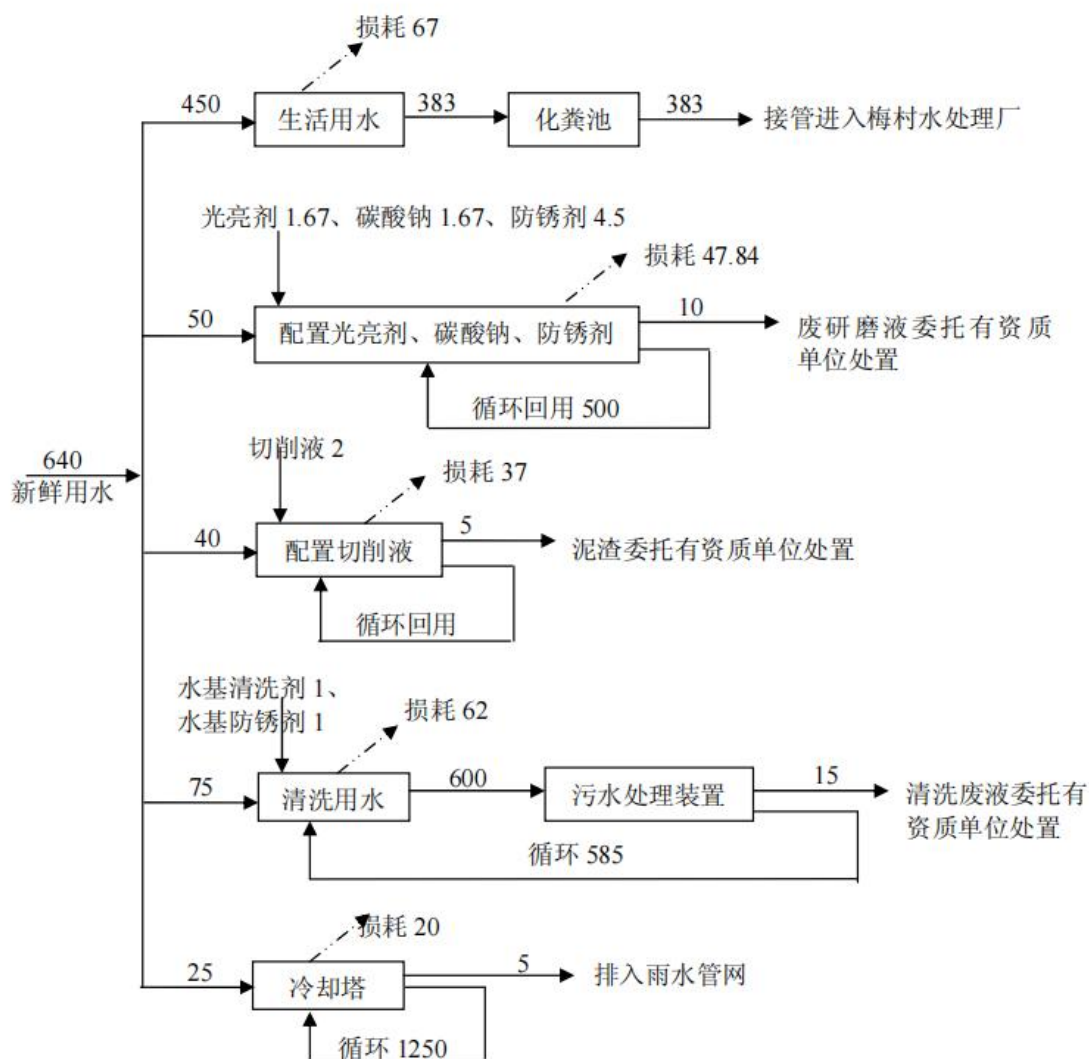 损耗 67
450
生活用水
383
化粪池
383
接管进入梅村水处理厂
光亮剂 1.67、碳酸钠 1.67、防锈剂 4.5
损耗 47.84
50
配置光亮剂、碳酸钠、防锈剂
10
废研磨液委托有资质
单位处置
循环回用 500
640
新鲜用水
切削液 2
损耗 37
40
配置切削液
5
泥渣委托有资质单位处置
循环回用
水基清洗剂 1、
水基防锈剂 1
损耗 62
75
清洗用水
600
污水处理装置
15
清洗废液委托有
资质单位处置
循环 585
损耗 20
25
冷却塔
5
排入雨水管网
循环 1250